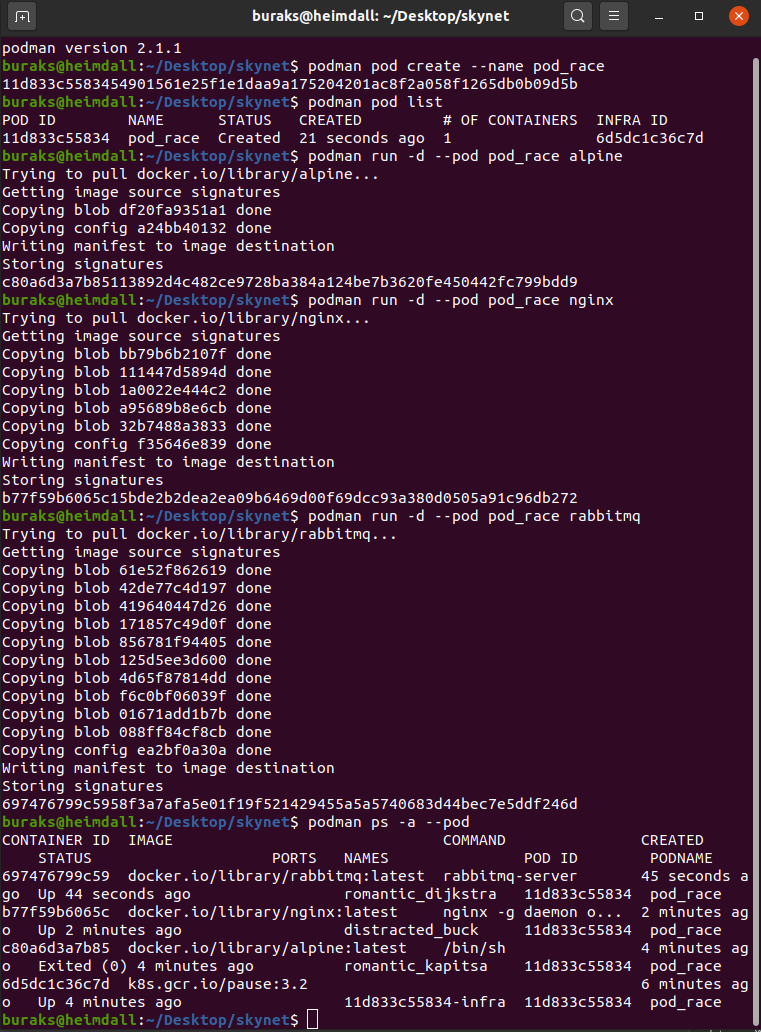 buraks@heimdall: ~/Desktop/skynet
podman version 2.1.1
buraks@heimdall:~/Desktop/skynet$ podman pod create --name pod_race
11d833c5583454901561e25f1e1daa9a175204201ac8f2a058f1265db0b09d5b
buraks@heimdall:~/Desktop/skynet$ podman pod list
POD ID        NAME      STATUS   CREATED         # OF CONTAINERS  INFRA ID
11d833c55834  pod_race  Created  21 seconds ago  1                6d5dc1c36c7d
buraks@heimdall:~/Desktop/skynet$ podman run -d --pod pod_race alpine
Trying to pull docker.io/library/alpine...
Getting image source signatures
Copying blob df20fa9351a1 done
Copying config a24bb40132 done
Writing manifest to image destination
Storing signatures
c80a6d3a7b85113892d4c482ce9728ba384a124be7b3620fe450442fc799bdd9
buraks@heimdall:~/Desktop/skynet$ podman run -d --pod pod_race nginx
Trying to pull docker.io/library/nginx...
Getting image source signatures
Copying blob bb79b6b2107f done
Copying blob 111447d5894d done
Copying blob 1a0022e444c2 done
Copying blob a95689b8e6cb done
Copying blob 32b7488a3833 done
Copying config f35646e839 done
Writing manifest to image destination
Storing signatures
b77f59b6065c15bde2b2dea2ea09b6469d00f69dcc93a380d0505a91c96db272
buraks@heimdall:~/Desktop/skynet$ podman run -d --pod pod_race rabbitmq
Trying to pull docker.io/library/rabbitmq...
Getting image source signatures
Copying blob 61e52f862619 done
Copying blob 42de77c4d197 done
Copying blob 419640447d26 done
Copying blob 171857c49d0f done
Copying blob 856781f94405 done
Copying blob 125d5ee3d600 done
Copying blob 4d65f87814dd done
Copying blob f6c0bf06039f done
Copying blob 01671add1b7b done
Copying blob 088ff84cf8cb done
Copying config ea2bf0a30a done
Writing manifest to image destination
Storing signatures
697476799c5958f3a7afa5e01f19f521429455a5a5740683d44bec7e5ddf246d
buraks@heimdall:~/Desktop/skynet$ podman ps -a --pod
CONTAINER ID  IMAGE                              COMMAND               CREATED
    STATUS                    PORTS   NAMES               POD ID        PODNAME
697476799c59  docker.io/library/rabbitmq:latest  rabbitmq-server       45 seconds a
go  Up 44 seconds ago                 romantic_dijkstra   11d833c55834  pod_race
b77f59b6065c  docker.io/library/nginx:latest     nginx -g daemon o...  2 minutes ag
o   Up 2 minutes ago                  distracted_buck     11d833c55834  pod_race
c80a6d3a7b85  docker.io/library/alpine:latest    /bin/sh               4 minutes ag
o   Exited (0) 4 minutes ago          romantic_kapitsa    11d833c55834  pod_race
6d5dc1c36c7d  k8s.gcr.io/pause:3.2                                     6 minutes ag
o   Up 4 minutes ago                  11d833c55834-infra  11d833c55834  pod_race
buraks@heimdall:~/Desktop/skynet$